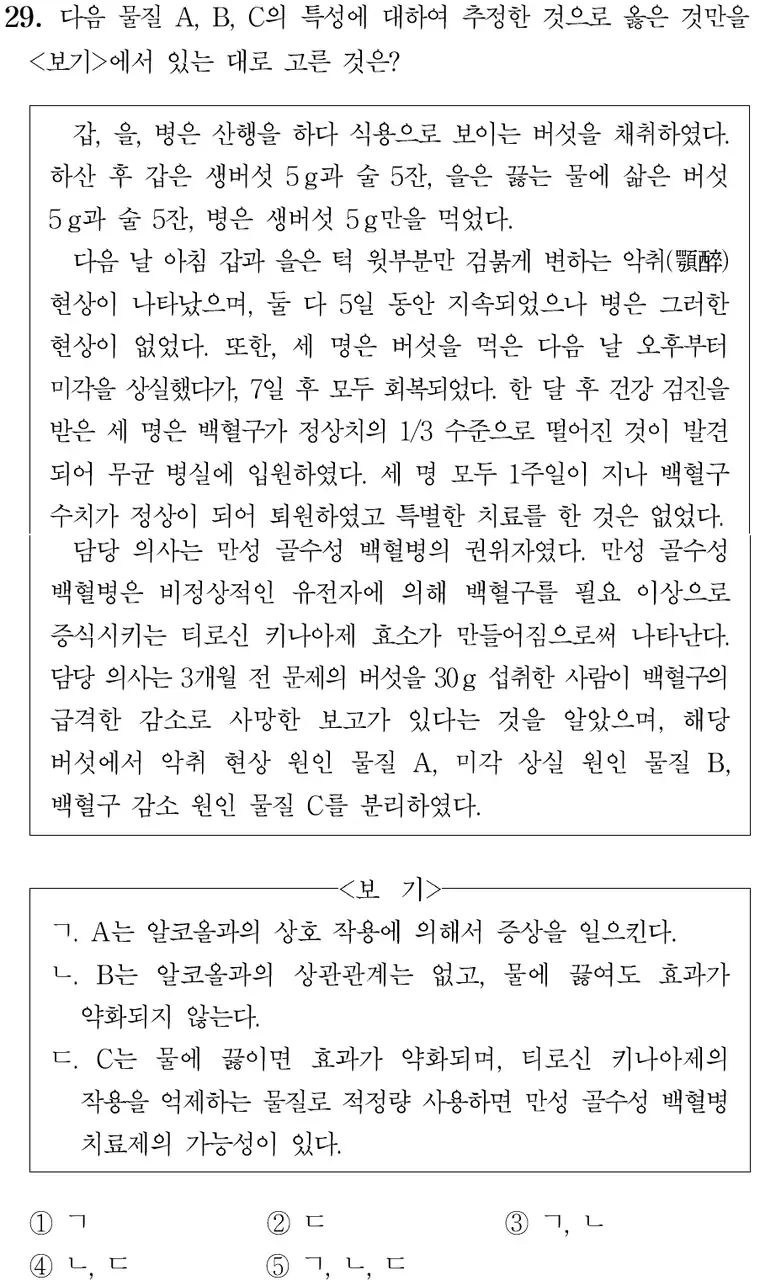 29. 다음 물질 A, B, C의 특성에 대하여 추정한 것으로 옳은 것만을
<보기>에서 있는 대로 고른 것은?
갑, 을, 병은 산행을 하다 식용으로 보이는 버섯을 채취하였다.
하산 후 갑은 생버섯 5 g과 술 5잔, 을은 끓는 물에 삶은 버섯
5 g과 술 5잔, 병은 생버섯 5 g만을 먹었다.
다음 날 아침 갑과 을은 턱 윗부분만 검붉게 변하는 악취(顎醉)
현상이 나타났으며, 둘 다 5일 동안 지속되었으나 병은 그러한
현상이 없었다. 또한, 세 명은 버섯을 먹은 다음 날 오후부터
미각을 상실했다가, 7일 후 모두 회복되었다. 한 달 후 건강 검진을
받은 세 명은 백혈구가 정상치의 1/3 수준으로 떨어진 것이 발견
되어 무균 병실에 입원하였다. 세 명 모두 1주일이 지나 백혈구
수치가 정상이 되어 퇴원하였고 특별한 치료를 한 것은 없었다.
담당 의사는 만성 골수성 백혈병의 권위자였다. 만성 골수성
백혈병은 비정상적인 유전자에 의해 백혈구를 필요 이상으로
증식시키는 티로신 키나아제 효소가 만들어짐으로써 나타난다.
담당 의사는 3개월 전 문제의 버섯을 30 g 섭취한 사람이 백혈구의
급격한 감소로 사망한 보고가 있다는 것을 알았으며, 해당
버섯에서 악취 현상 원인 물질 A, 미각 상실 원인 물질 B,
백혈구 감소 원인 물질 C를 분리하였다.
<보 기>
ㄱ. A는 알코올과의 상호 작용에 의해서 증상을 일으킨다.
ㄴ. B는 알코올과의 상관관계는 없고, 물에 끓여도 효과가
약화되지 않는다.
ㄷ. C는 물에 끓이면 효과가 약화되며, 티로신 키나아제의
작용을 억제하는 물질로 적정량 사용하면 만성 골수성 백혈병
치료제의 가능성이 있다.
① ㄱ ② ㄷ ③ ㄱ, ㄴ
④ ㄴ, ㄷ ⑤ ㄱ, ㄴ, ㄷ